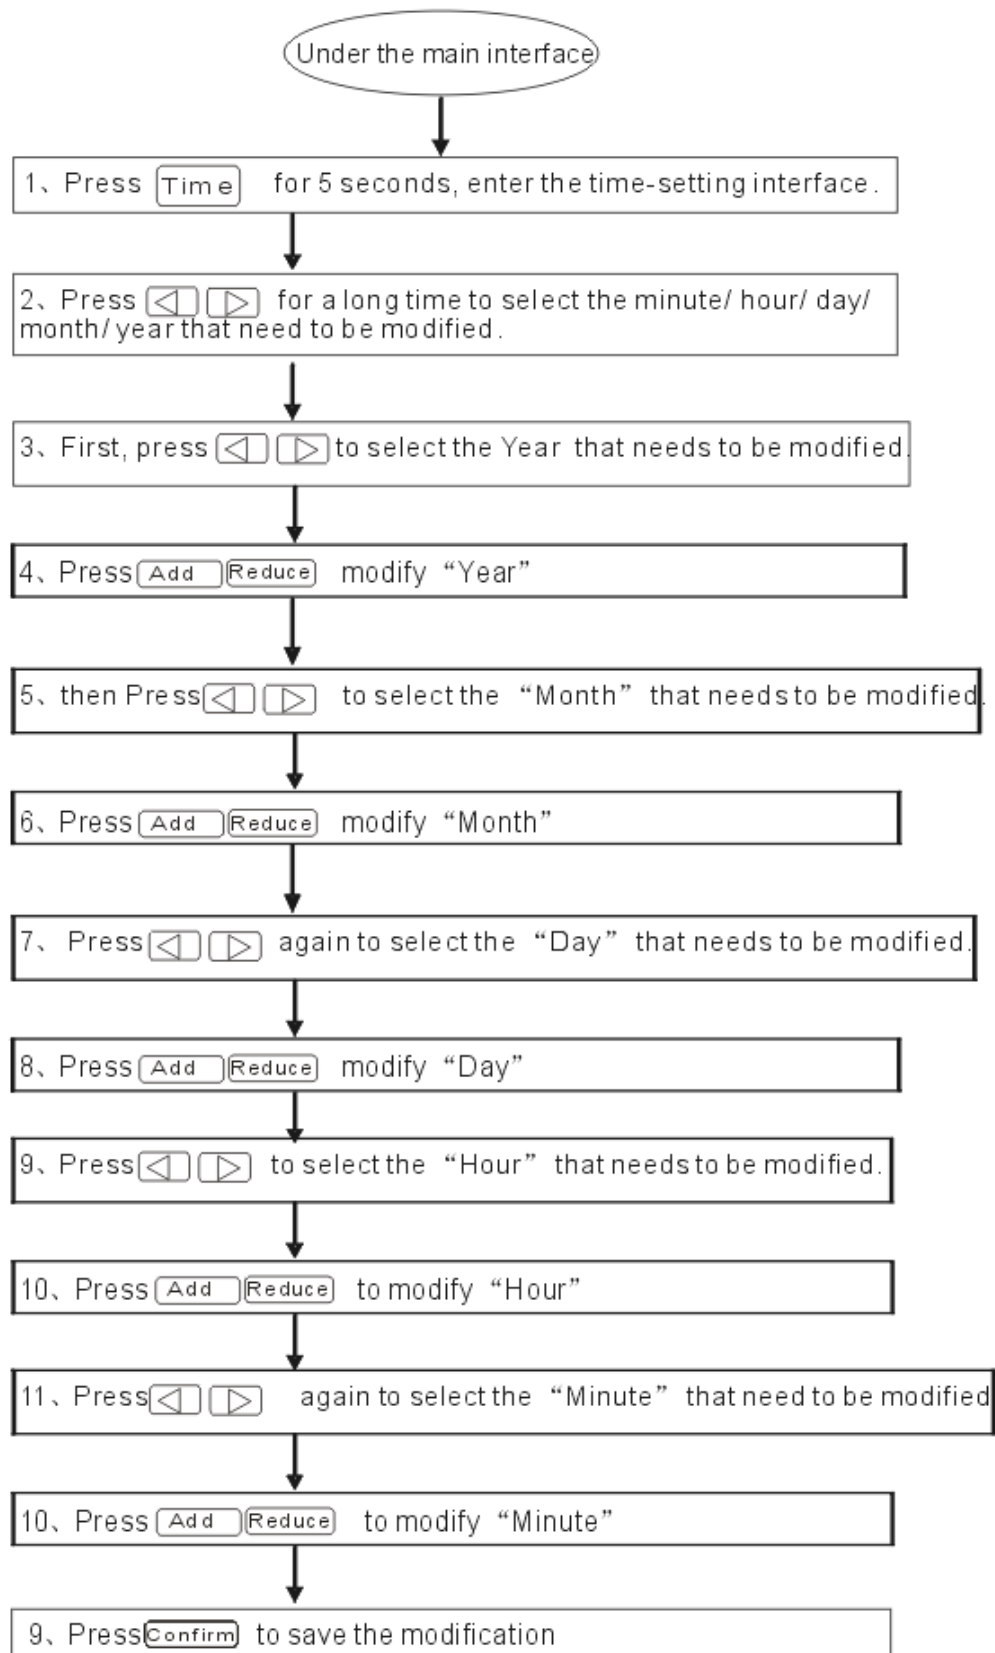 Under the main interface
1、Press Time for 5 seconds, enter the time-setting interface.
2、Press for a long time to select the minute/ hour/ day/
month/ year that need to be modified.
3、First, press to select the Year that needs to be modified.
4、Press Add Reduce modify “Year”
5、then Press to select the “Month” that needs to be modified.
6、Press Add Reduce modify “Month”
7、Press again to select the “Day” that needs to be modified.
8、Press Add Reduce modify “Day”
9、Press to select the “Hour” that needs to be modified.
10、Press Add Reduce to modify “Hour”
11、Press again to select the “Minute” that need to be modified
10、Press Add Reduce to modify “Minute”
9、Press Confirm to save the modification